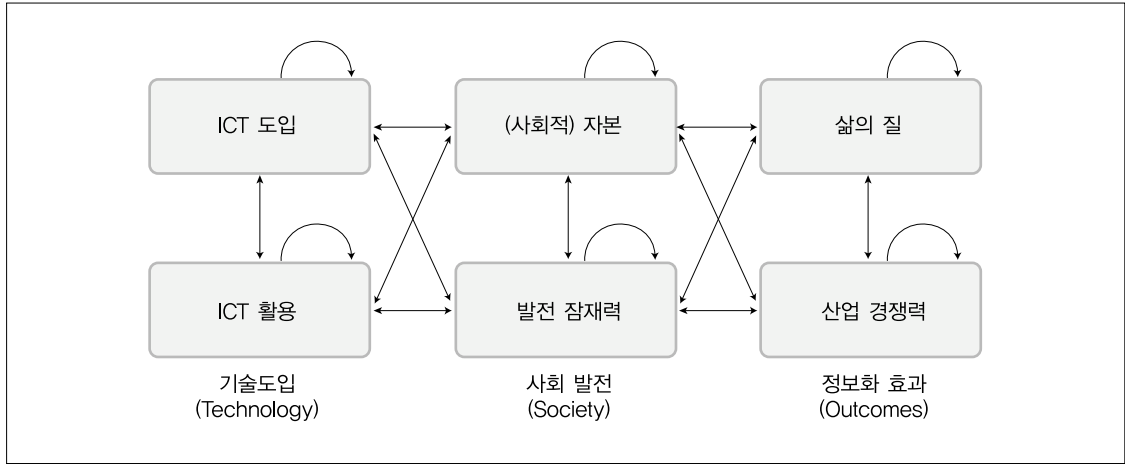 ICT 도입
(사회적) 자본
삶의 질
ICT 활용
발전 잠재력
산업 경쟁력
기술도입
(Technology)
사회 발전
(Society)
정보화 효과
(Outcomes)